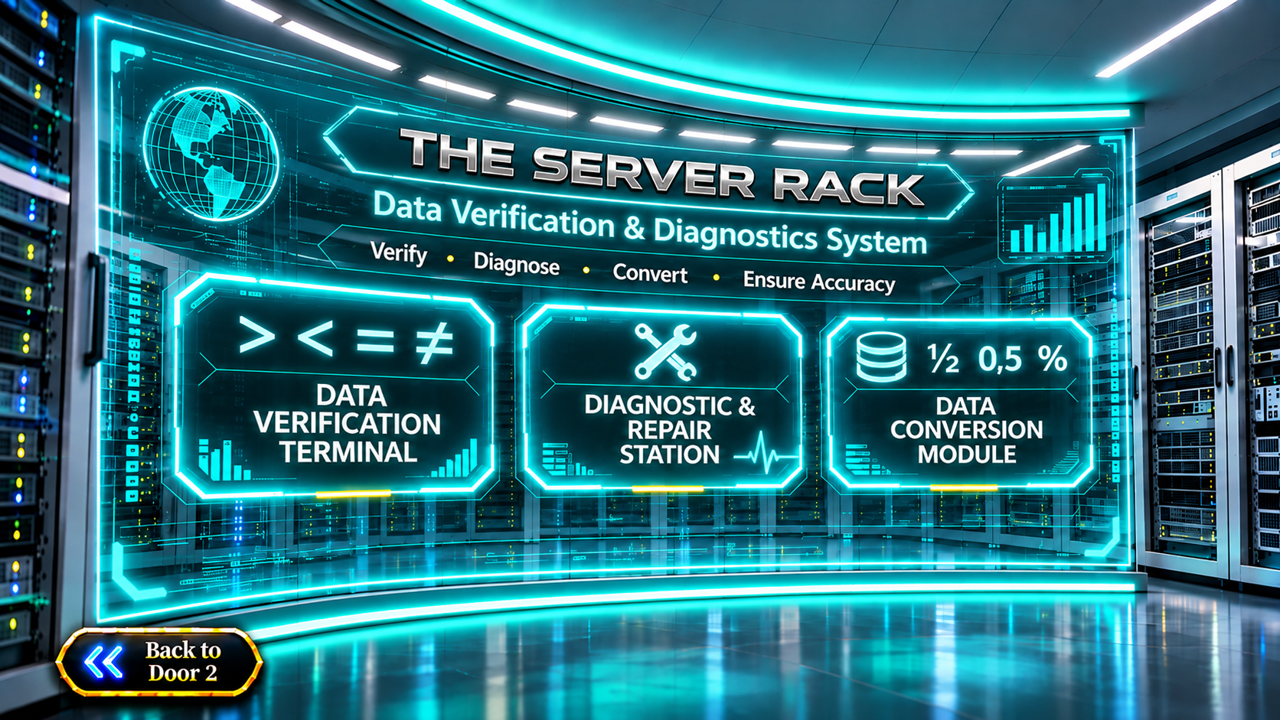 THE SERVER RACK
Data Verification & Diagnostics System
Verify • Diagnose • Convert • Ensure Accuracy
> < = ≠
DATA
VERIFICATION
TERMINAL
DIAGNOSTIC &
REPAIR
STATION
½ 0,5 %
DATA
CONVERSION
MODULE
Back to
Door 2